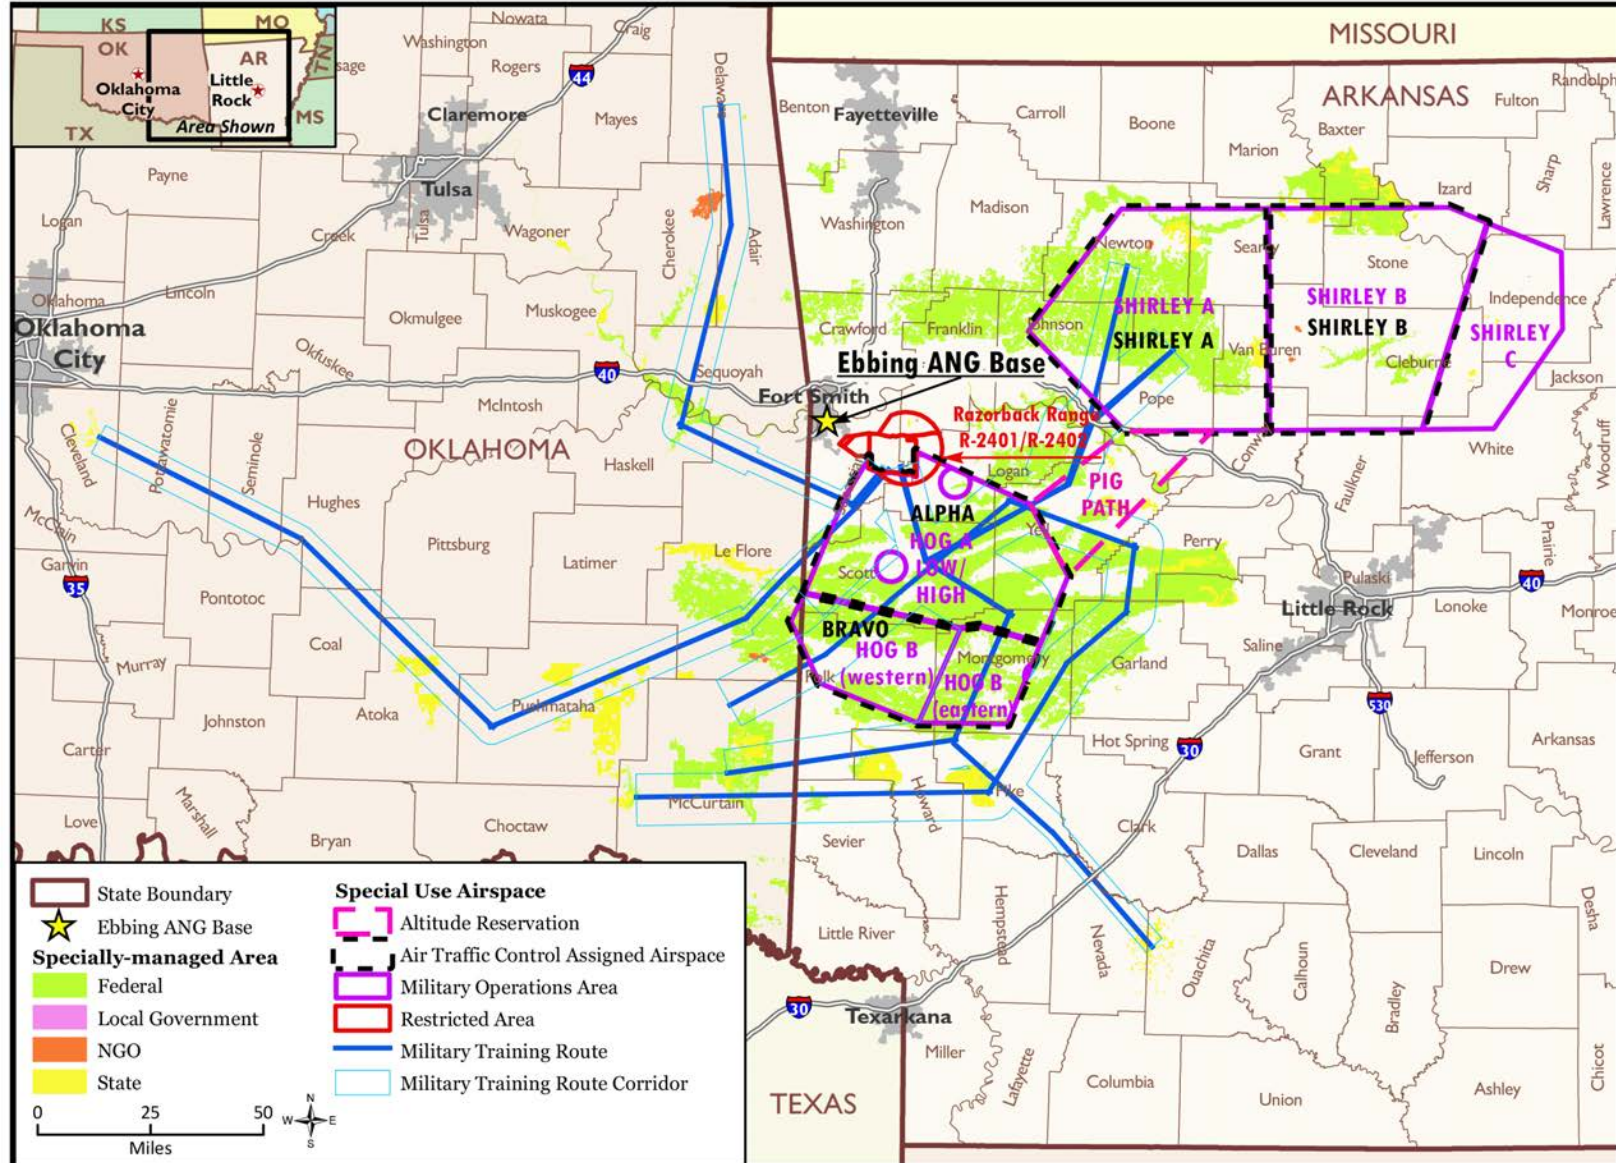 KS
MO
OK
AR
TN
Oklahoma
City
Little
Rock
TX
MS
Area Shown
MISSOURI
ARKANSAS
OKLAHOMA
TEXAS
Nowata
Craig
Washington
Rogers
44
Delaware
sage
Claremore
Mayes
Benton
Fayetteville
Carroll
Boone
Baxter
Fulton
Randolph
Marion
Izard
Sharp
Lawrence
Payne
Tulsa
Tulsa
Logan
Creek
Wagoner
Cherokee
Adair
Washington
Madison
Newton
Searcy
Stone
Independence
Oklahoma
Lincoln
Okmulgee
Muskogee
Crawford
Franklin
Johnson
SHIRLEY A
SHIRLEY A
SHIRLEY B
SHIRLEY B
SHIRLEY
C
Van Buren
Cleburne
Jackson
Oklahoma
City
Okfuskee
40
Sequoyah
Ebbing ANG Base
Fort Smith
Pope
McIntosh
Razorback Range
R-2401/R-2402
Conway
White
Woodruff
Cleveland
Pottawatomie
Seminole
Haskell
Logan
PIG
PATH
Faulkner
Hughes
McClain
ALPHA
HOG A
LOW/
HIGH
Yell
Perry
Prairie
Garvin
35
Pittsburg
Latimer
Le Flore
Scott
Pulaski
40
Little Rock
Lonoke
Monroe
Pontotoc
Coal
BRAVO
HOG B
(western)
HOG B
(eastern)
Montgomery
Polk
Garland
Saline
Murray
Johnston
Atoka
Pushmataha
530
Carter
Hot Spring
30
Grant
Jefferson
Arkansas
Marshall
McCurtain
Howard
Pike
Love
Bryan
Choctaw
Sevier
Clark
Dallas
Cleveland
Lincoln
Hempstead
Desha
Little River
Nevada
Ouachita
Calhoun
Drew
30
Texarkana
Bradley
Miller
Lafayette
Columbia
Union
Ashley
Chicot
State Boundary
Ebbing ANG Base
Specially-managed Area
Federal
Local Government
NGO
State
Special Use Airspace
Altitude Reservation
Air Traffic Control Assigned Airspace
Military Operations Area
Restricted Area
Military Training Route
Military Training Route Corridor
0 25 50
Miles
N
W E
S